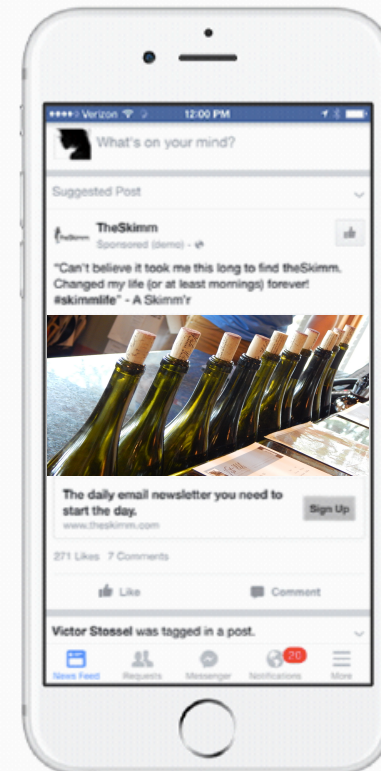 Verizon 12:00 PM
What's on your mind?
Suggested Post
TheSkimm
theSkimm
Sponsored (demo) -
"Can't believe it took me this long to find theSkimm.
Changed my life (or at least mornings) forever!
#skimmlife" - A Skimm'r
The daily email newsletter you need to
start the day.
Sign Up
www.theskimm.com
271 Likes 7 Comments
Like Comment
Victor Stossel was tagged in a post.
20
News Feed Requests Messenger Notifications More